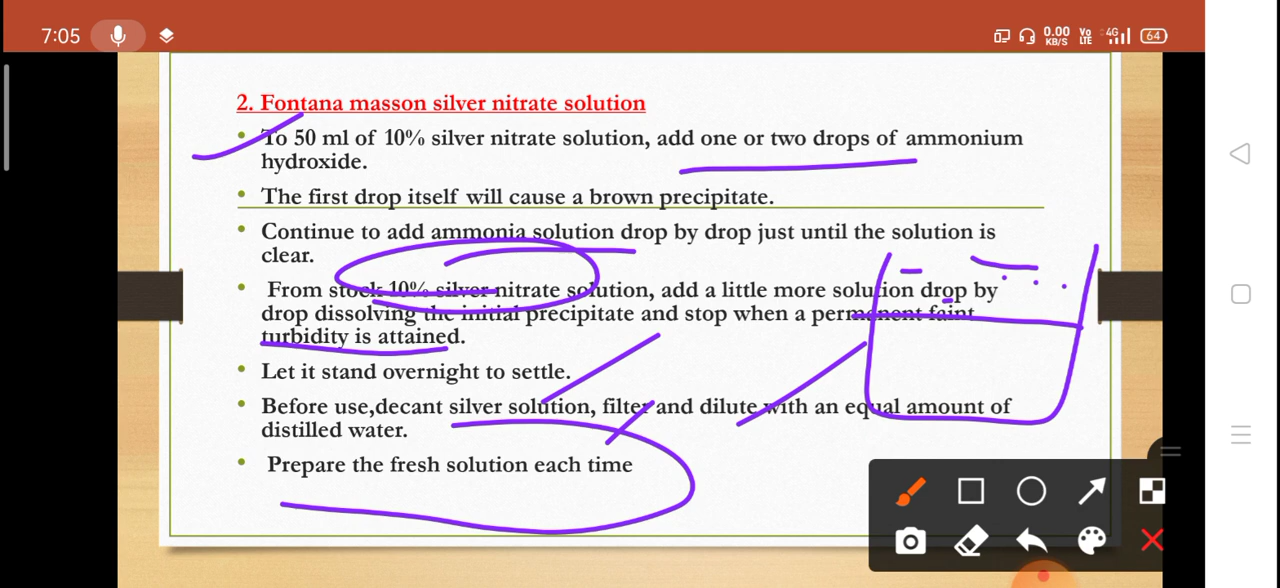 7:05
0.00
KB/S
Vo
LTE
4G
64
2. Fontana masson silver nitrate solution
• To 50 ml of 10% silver nitrate solution, add one or two drops of ammonium
hydroxide.
• The first drop itself will cause a brown precipitate.
• Continue to add ammonia solution drop by drop just until the solution is
clear.
• From stock 10% silver nitrate solution, add a little more solution drop by
drop dissolving the initial precipitate and stop when a permanent faint
turbidity is attained.
• Let it stand overnight to settle.
• Before use,decant silver solution, filter and dilute with an equal amount of
distilled water.
• Prepare the fresh solution each time